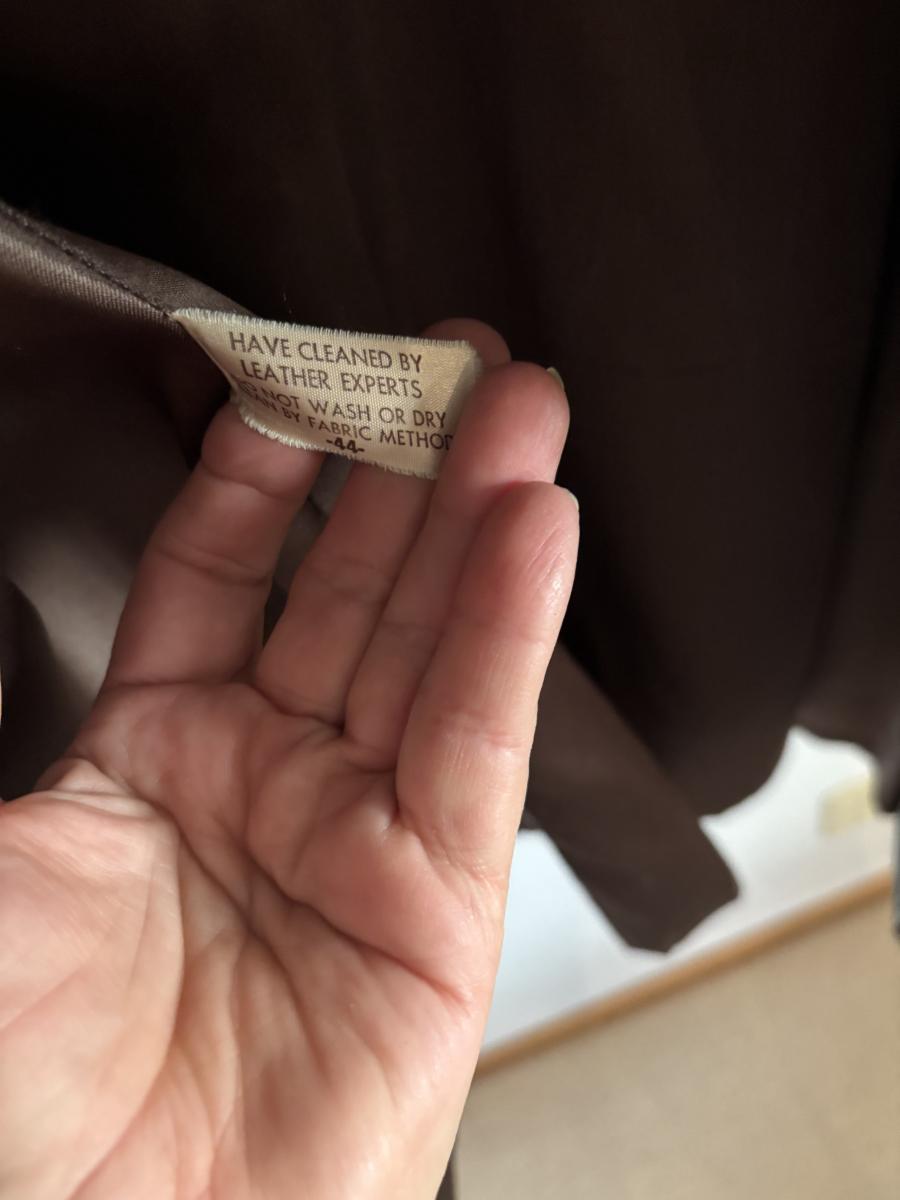 HAVE CLEANED BY
LEATHER EXPERTS
NOT WASH OR DRY
BY FABRIC METHOD
-44-